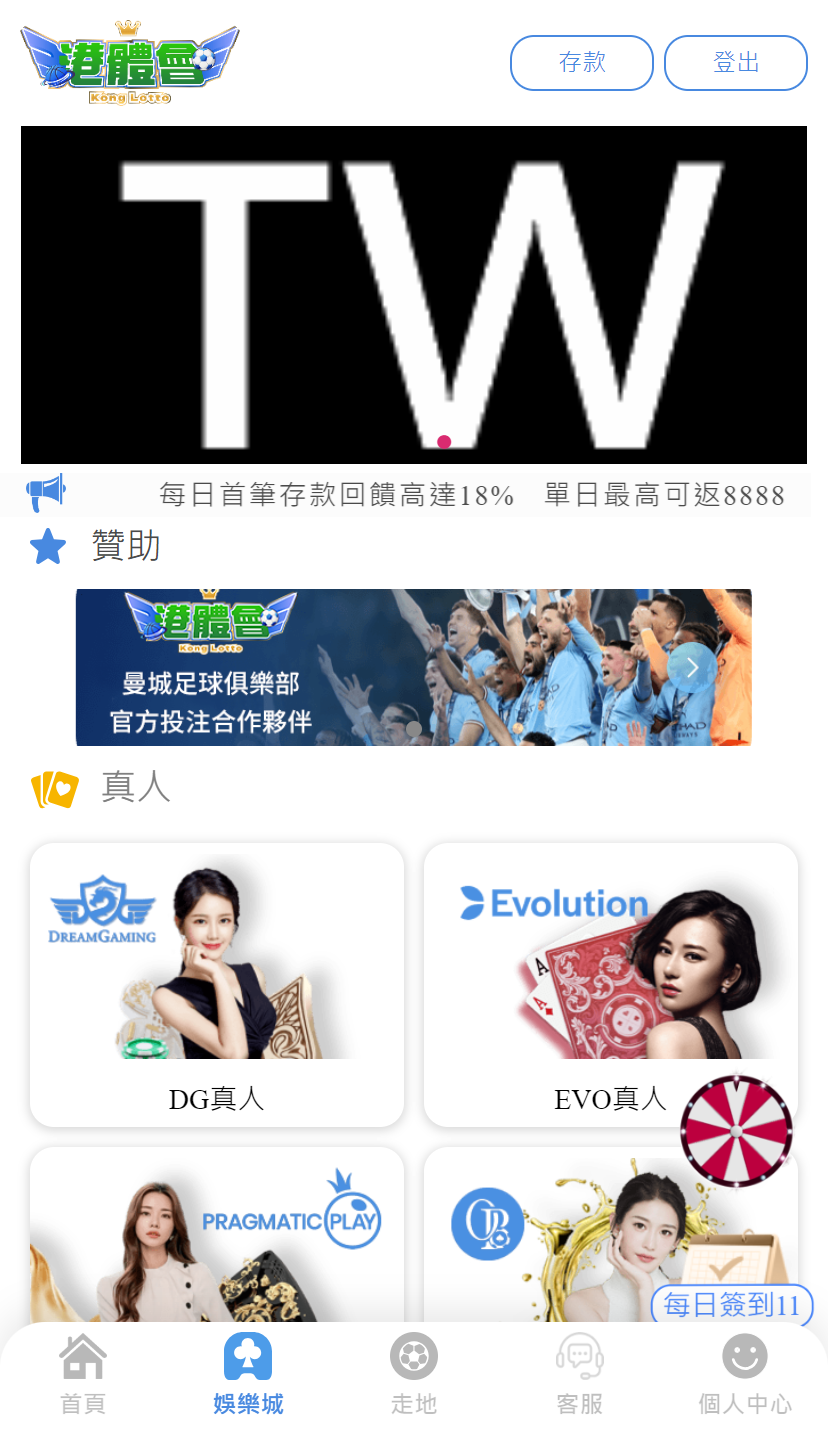 港體會
Kong Lotto
存款
登出
TW
每日首筆存款回饋高達18% 單日最高可返8888
贊助
港體會
Kong Lotto
曼城足球俱樂部
官方投注合作夥伴
真人
DREAMGAMING
Evolution
A
A
DG真人
EVO真人
PRAGMATIC PLAY
每日簽到11
首頁
娛樂城
走地
客服
個人中心